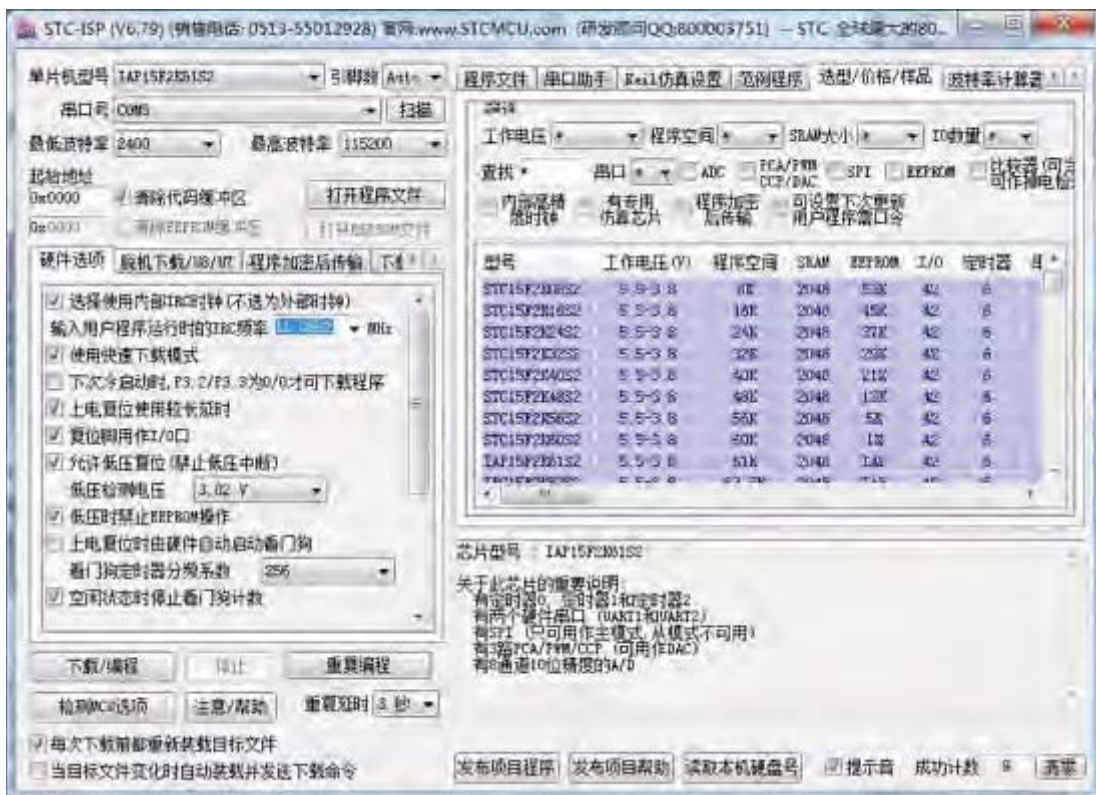 STC-ISP (V6.79) (销售电话: 0513-55012928) 官网:www.STCMCU.com (研发顾问QQ:800003751) -- STC 全球最大的80...
单片机型号 IAP15F2K61S2 引脚数 Auto
串口号 COM5 扫描
最低波特率 2400 最高波特率 115200
起始地址
0x0000 清除代码缓冲区 打开程序文件
0x0000 清除EEPROM缓冲区 打开EEPROM文件
硬件选项 脱机下载/U8/U7 程序加密后传输
选择使用内部IRC时钟(不选为外部时钟)
输入用户程序运行时的IRC频率 MHz
使用快速下载模式
下次冷启动时, P3.2/P3.3为0/0才可下载程序
上电复位使用较长延时
复位脚用作I/O口
允许低压复位(禁止低压中断)
低压检测电压 3.82 V
低压时禁止EEPROM操作
上电复位时由硬件自动启动看门狗
看门狗定时器分频系数 256
空闲状态时停止看门狗计数
下载/编程 停止 重复编程
检测MCU选项 注意/帮助 重复延时 3 秒
每次下载前都重新装载目标文件
当目标文件变化时自动装载并发送下载命令
程序文件 串口助手 Keil仿真设置 范例程序 选型/价格/样品 波特率计算器
选择
工作电压 * 程序空间 * SRAM大小 * IO数量 *
查找 * 串口 * ADC PCA/PWM CCP/DAC SPI EEPROM 比较器(可当
可作掉电检
内部高精
准时钟 有专用
仿真芯片 程序加密
后传输 可设置下次更新
用户程序需口令
型号 工作电压(V) 程序空间 SRAM EEPROM I/O 定时器
STC15F2K08S2 5.5-3.8 8K 2048 53K 42 6
STC15F2K16S2 5.5-3.8 16K 2048 45K 42 6
STC15F2K24S2 5.5-3.8 24K 2048 37K 42 6
STC15F2K32S2 5.5-3.8 32K 2048 29K 42 6
STC15F2K40S2 5.5-3.8 40K 2048 21K 42 6
STC15F2K48S2 5.5-3.8 48K 2048 13K 42 6
STC15F2K56S2 5.5-3.8 56K 2048 5K 42 6
STC15F2K60S2 5.5-3.8 60K 2048 1K 42 6
IAP15F2K61S2 5.5-3.8 61K 2048 IAP 42 6
芯片型号 : IAP15F2K61S2
关于此芯片的重要说明:
有定时器0、定时器1和定时器2
有两个硬件串口 (UART1和UART2)
有SPI (只可用作主模式,从模式不可用)
有3路PCA/PWM/CCP (可用作DAC)
有8通道10位精度的A/D
发布项目程序 发布项目帮助 读取本机硬盘号 提示音 成功计数 清零